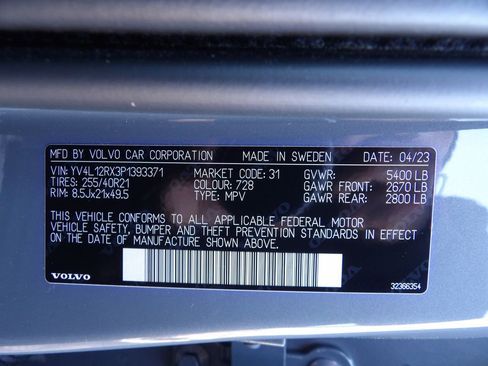 MFD BY VOLVO CAR CORPORATION MADE IN SWEDEN DATE: 04/23
VIN: YV4L12RX3P1393371 MARKET CODE: 31 GVWR: 5400 LB
TIRES: 255/40R21 COLOUR: 728 GAWR FRONT: 2670 LB
RIM: 8.5Jx21x49.5 TYPE: MPV GAWR REAR: 2800 LB
THIS VEHICLE CONFORMS TO ALL APPLICABLE FEDERAL MOTOR
VEHICLE SAFETY, BUMPER AND THEFT PREVENTION STANDARDS IN EFFECT
ON THE DATE OF MANUFACTURE SHOWN ABOVE.
VOLVO 32366354